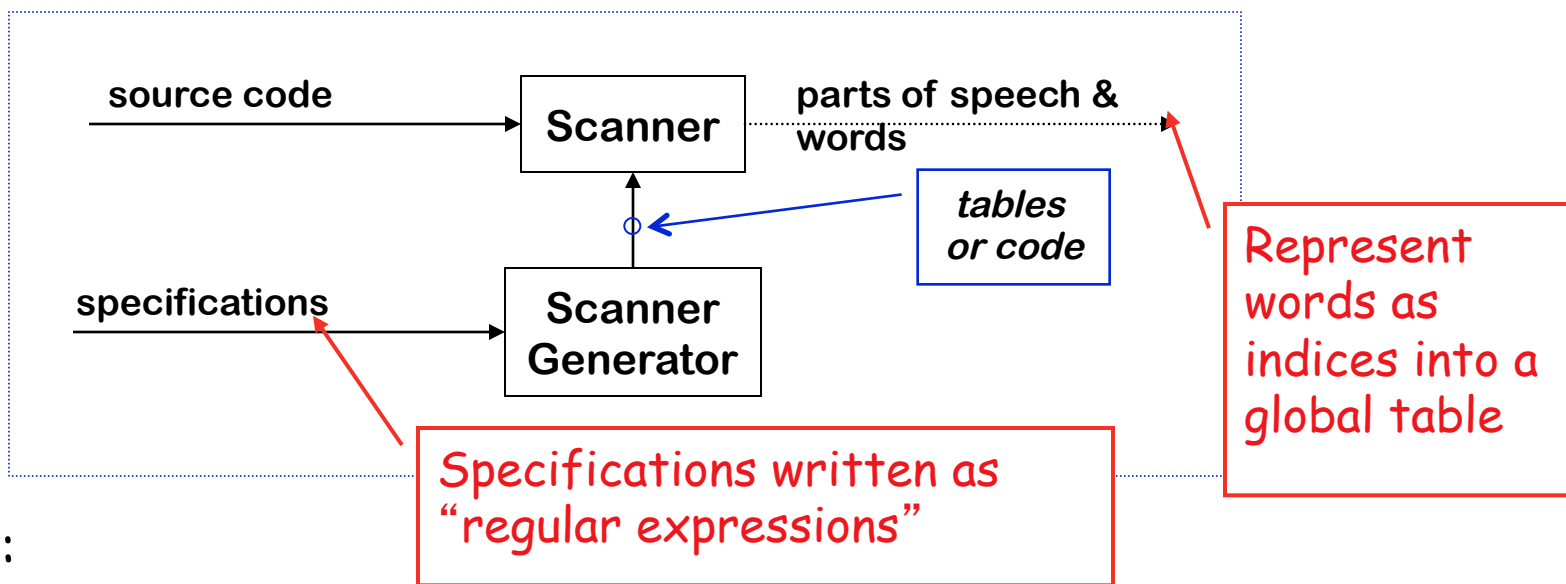 source code
Scanner
parts of speech &
words
tables
or code
specifications
Scanner
Generator
Represent
words as
indices into a
global table
Specifications written as
“regular expressions”
: